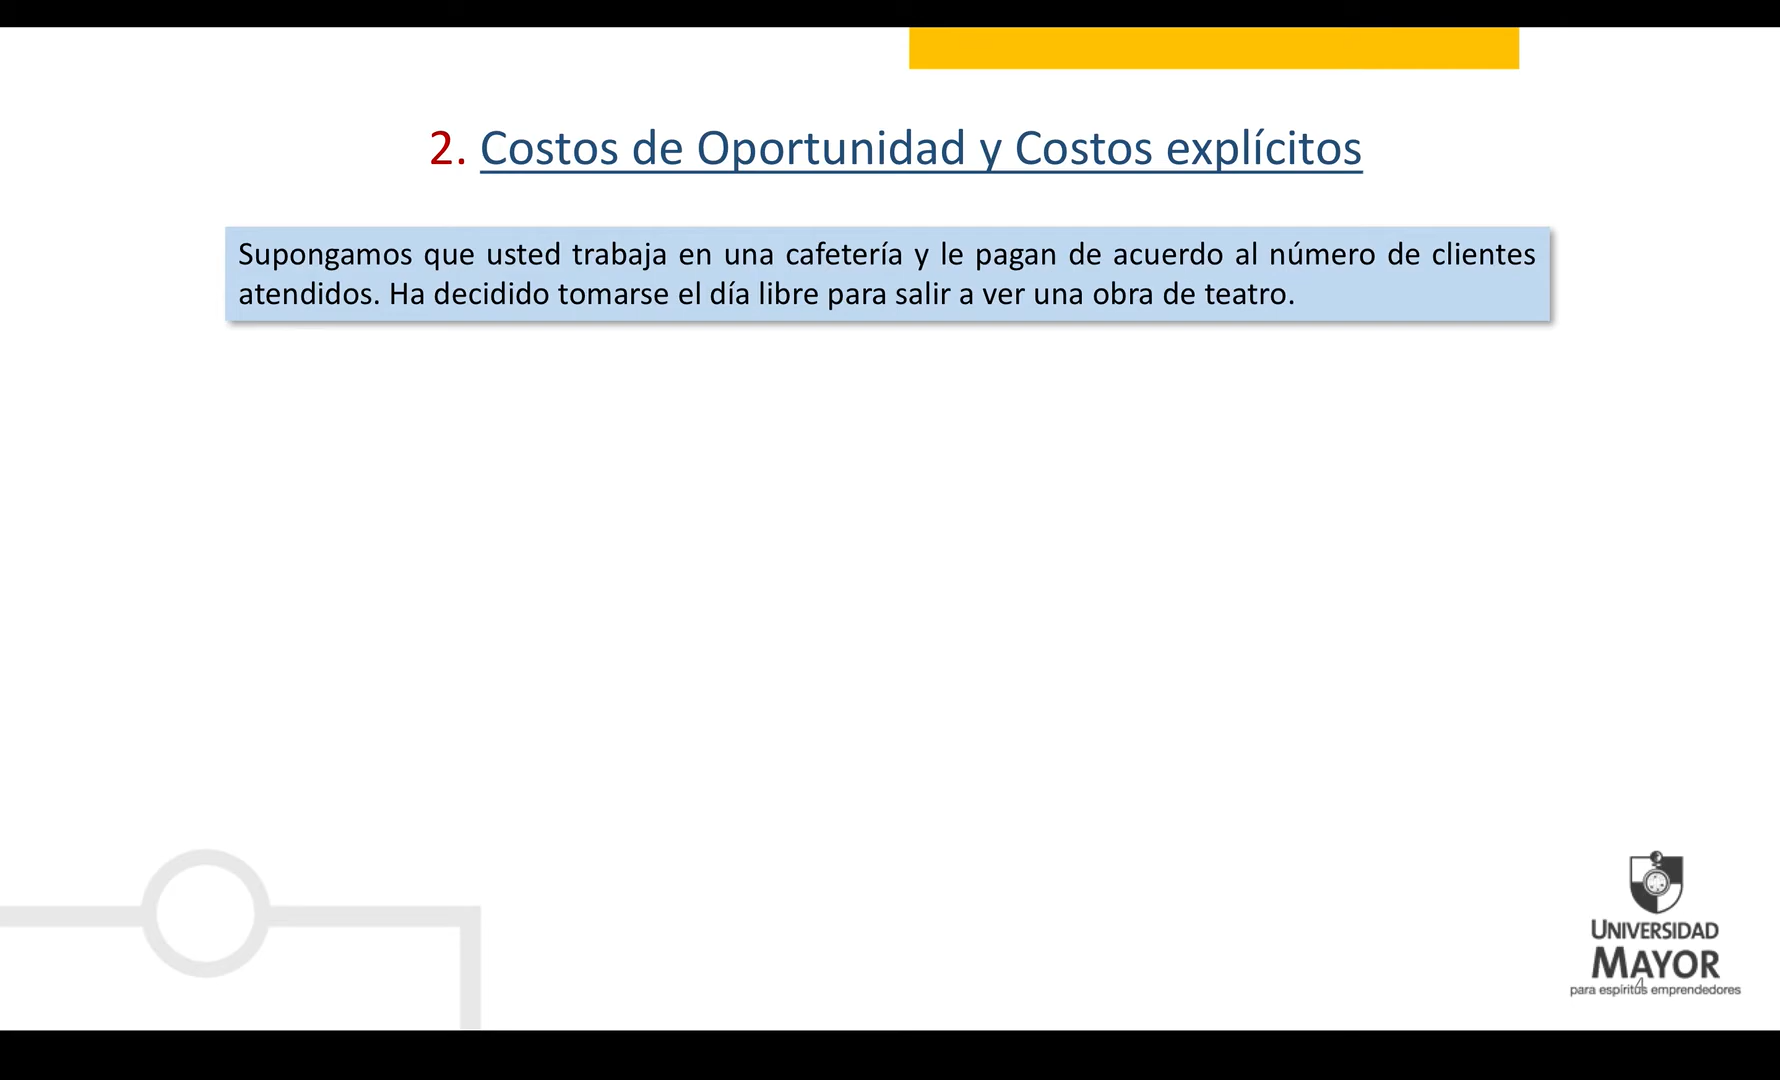 2. Costos de Oportunidad y Costos explícitos
Supongamos que usted trabaja en una cafetería y le pagan de acuerdo al número de clientes
atendidos. Ha decidido tomarse el día libre para salir a ver una obra de teatro.
UNIVERSIDAD
MAYOR
para espíritus emprendedores
4